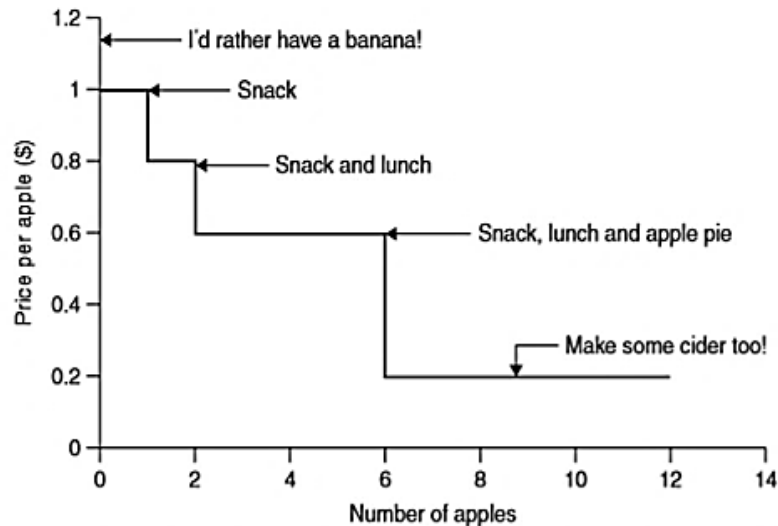 1.2
I'd rather have a banana!
1
Snack
0.8
Snack and lunch
0.6
Snack, lunch and apple pie
0.4
Make some cider too!
0.2
0
Price per apple ($)
0 2 4 6 8 10 12 14
Number of apples